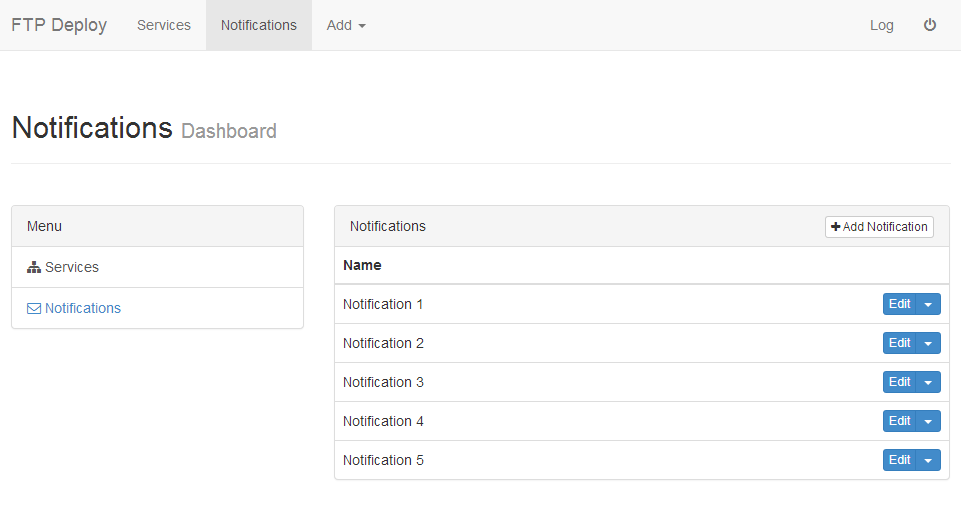 FTP Deploy Services Notifications Add Log
Notifications Dashboard
Menu
Services
Notifications
Notifications Add Notification
Name
Notification 1 Edit
Notification 2 Edit
Notification 3 Edit
Notification 4 Edit
Notification 5 Edit